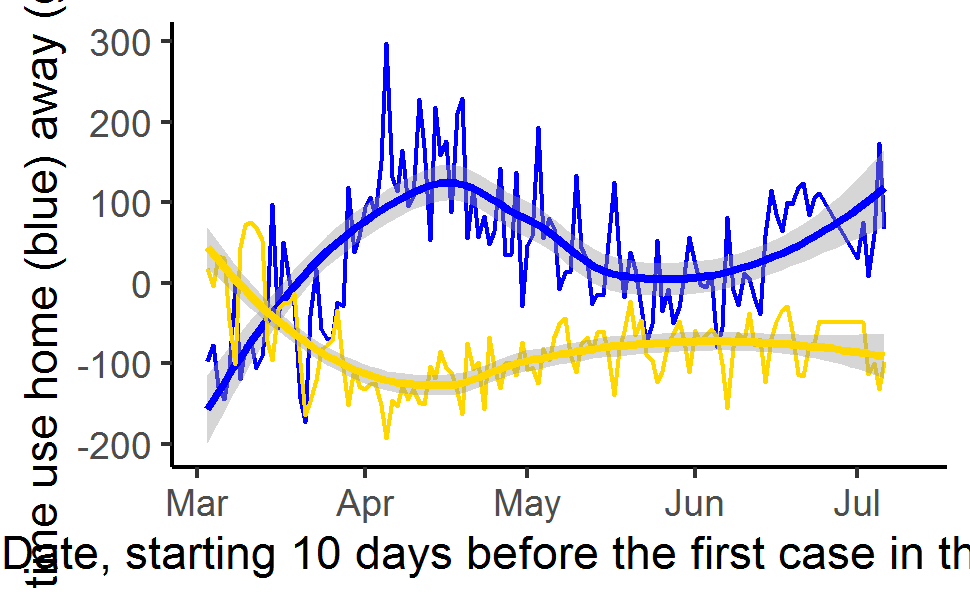 time use home (blue) away (g
300
200
100
0
-100
-200
Mar Apr May Jun Jul
Date, starting 10 days before the first case in th